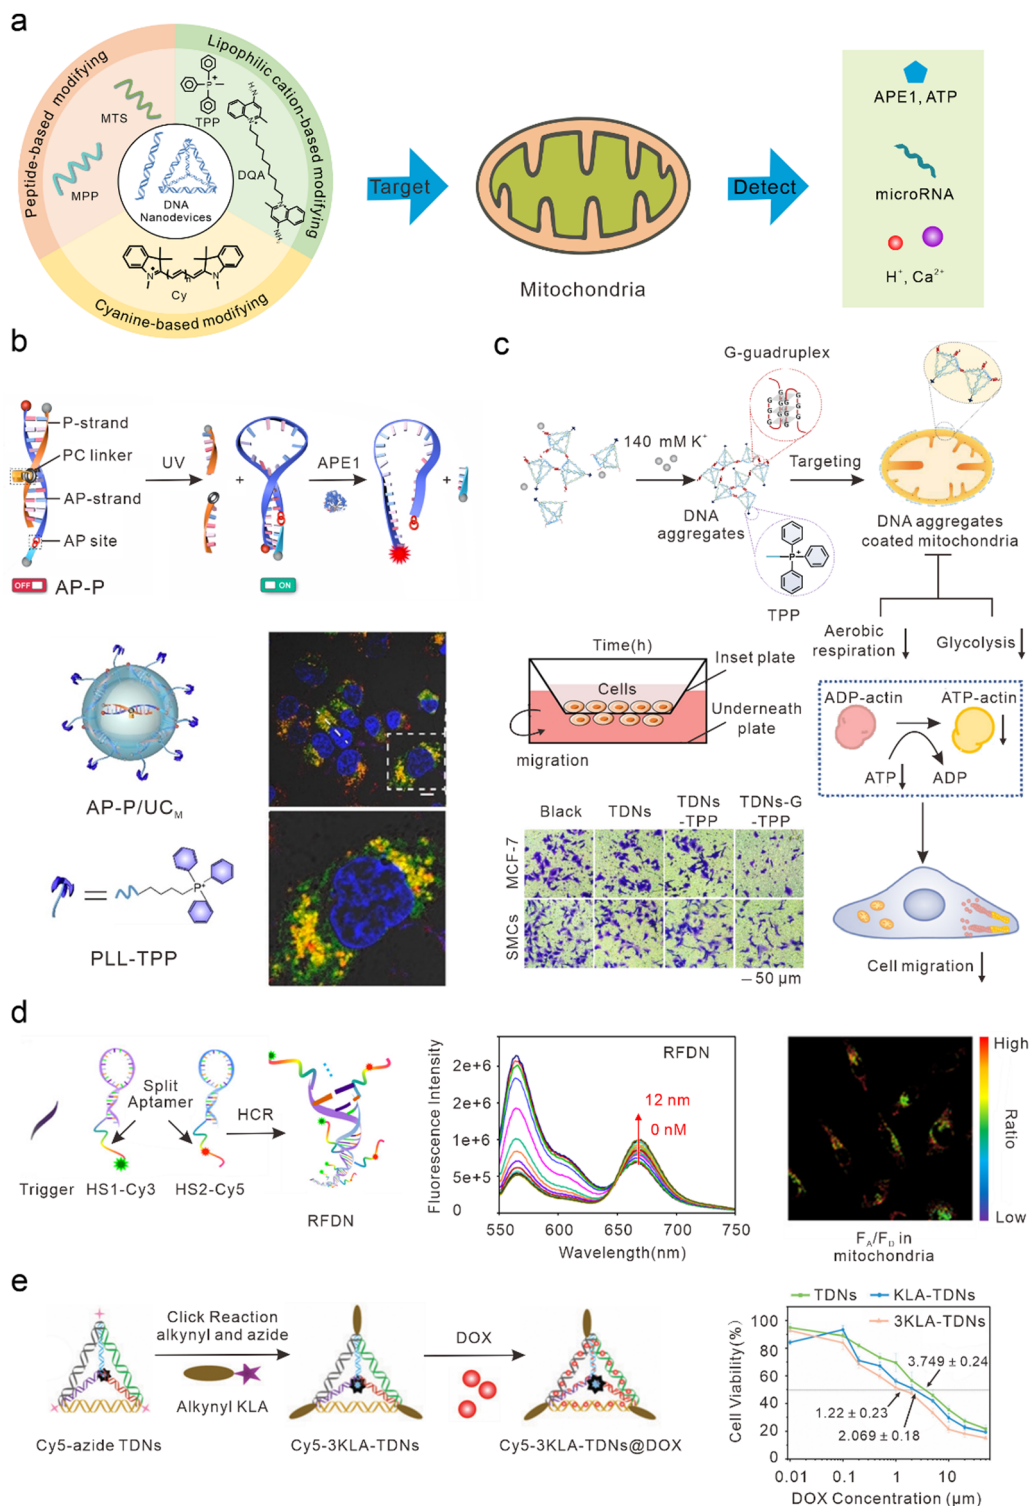 a
Peptide-based modifying
Lipophilic cation-based modifying
Cyanine-based modifying
MTS
MPP
TPP
H₂N
DQA
NH₂
DNA
Nanodevices
N
Cy
Target
Mitochondria
Detect
APE1, ATP
microRNA
H⁺, Ca²⁺
b
P-strand
PC linker
AP-strand
AP site
OFF
AP-P
UV
+
ON
APE1
+
AP-P/UCM
=
P⁺
PLL-TPP
c
G-guadruplex
140 mM K⁺
DNA
aggregates
Targeting
P⁺
TPP
DNA aggregates
coated mitochondria
Aerobic
respiration
Glycolysis
ADP-actin
ATP-actin
ATP
ADP
Cell migration
Time(h)
Cells
Inset plate
Underneath
plate
migration
Black
TDNs
TDNs
-TPP
TDNs-G
-TPP
MCF-7
SMCs
50 μm
d
Trigger
Split
Aptamer
HS1-Cy3
HS2-Cy5
HCR
RFDN
Fluorescence Intensity
2e+6
2e+6
1e+6
5e+5
0
RFDN
12 nm
0 nM
550
600
650
700
750
Wavelength(nm)
High
Ratio
Low
FA/FD in
mitochondria
e
Cy5-azide TDNs
Click Reaction
alkynyl and azide
Alkynyl KLA
Cy5-3KLA-TDNs
DOX
Cy5-3KLA-TDNs@DOX
TDNs
KLA-TDNs
3KLA-TDNs
Cell Viability(%)
100
80
60
40
20
0
3.749 ± 0.24
1.22 ± 0.23
2.069 ± 0.18
0.01
0.1
1
10
DOX Concentration (μm)